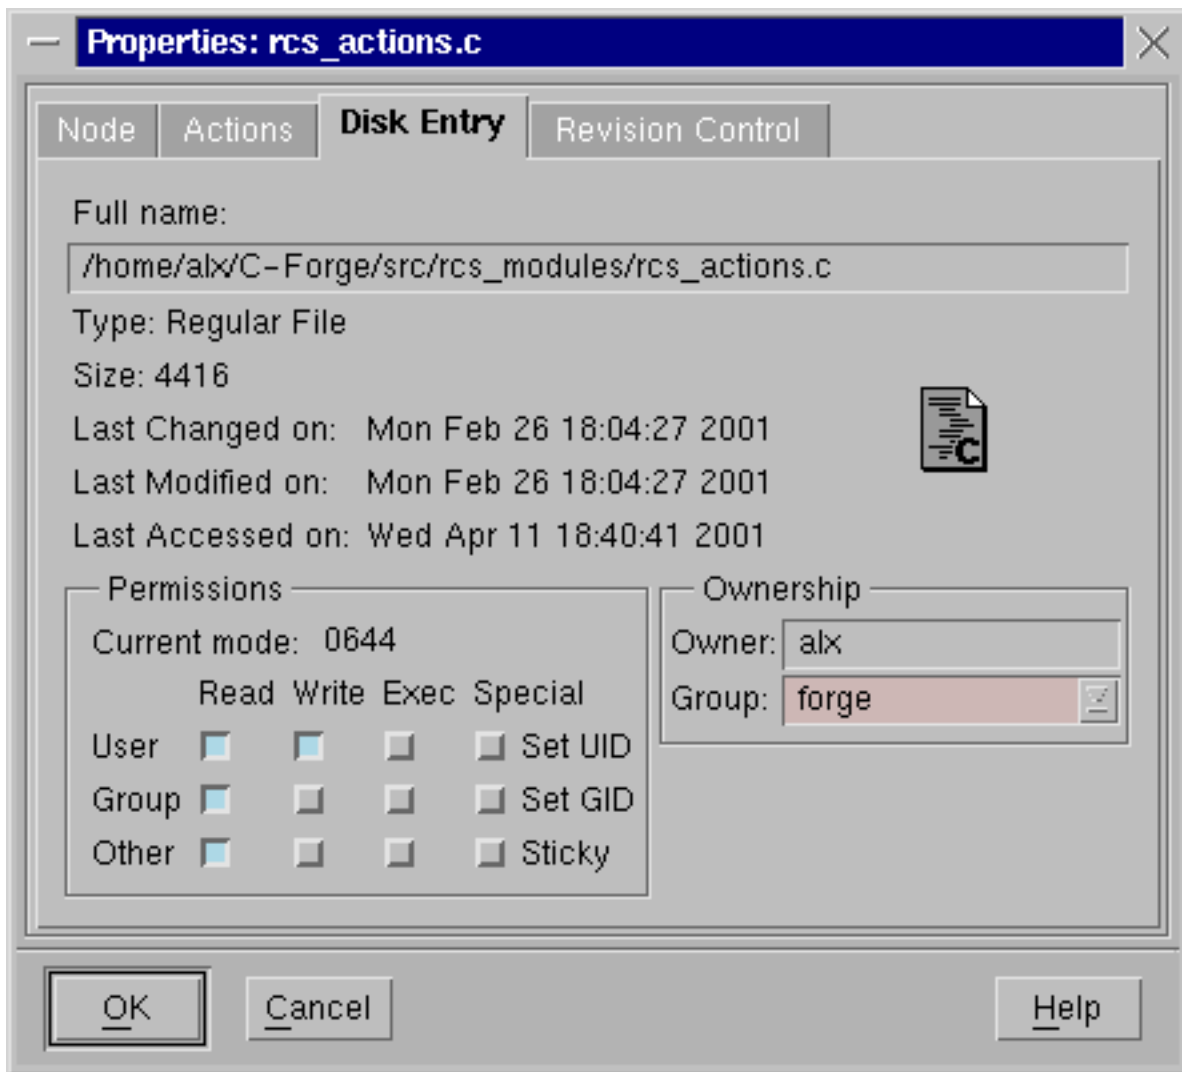 Properties: rcs_actions.c
Node Actions Disk Entry Revision Control
Full name:
/home/alx/C-Forge/src/rcs_modules/rcs_actions.c
Type: Regular File
Size: 4416
Last Changed on: Mon Feb 26 18:04:27 2001
Last Modified on: Mon Feb 26 18:04:27 2001
Last Accessed on: Wed Apr 11 18:40:41 2001
C
Permissions
Current mode: 0644
Read Write Exec Special
User Set UID
Group Set GID
Other Sticky
Ownership
Owner: alx
Group: forge
OK Cancel Help